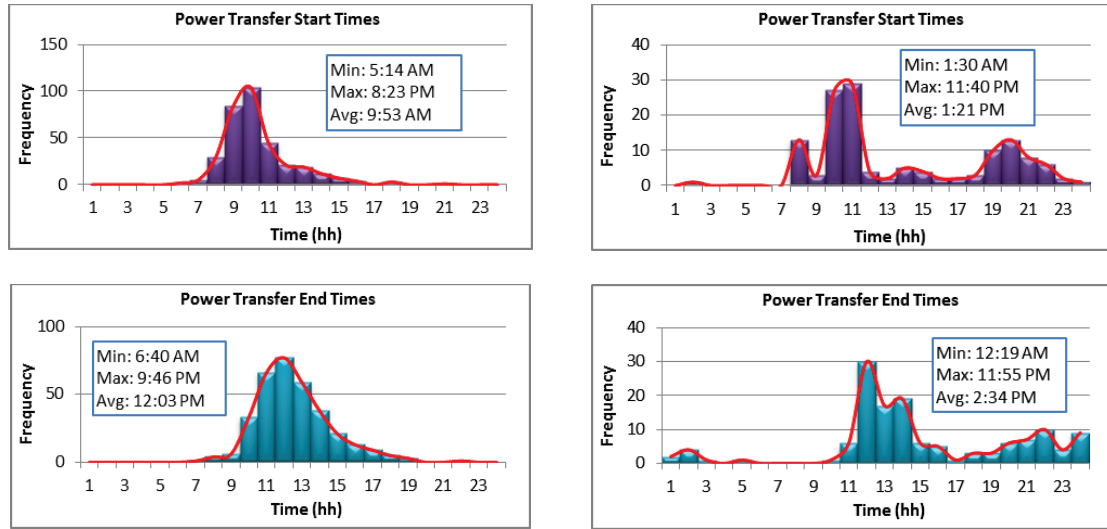 Power Transfer Start Times
150
100
50
0
Frequency
Min: 5:14 AM
Max: 8:23 PM
Avg: 9:53 AM
1 3 5 7 9 11 13 15 17 19 21 23
Time (hh)
Power Transfer Start Times
40
30
20
10
0
Frequency
Min: 1:30 AM
Max: 11:40 PM
Avg: 1:21 PM
1 3 5 7 9 11 13 15 17 19 21 23
Time (hh)
Power Transfer End Times
100
50
0
Frequency
Min: 6:40 AM
Max: 9:46 PM
Avg: 12:03 PM
1 3 5 7 9 11 13 15 17 19 21 23
Time (hh)
Power Transfer End Times
40
30
20
10
0
Frequency
Min: 12:19 AM
Max: 11:55 PM
Avg: 2:34 PM
1 3 5 7 9 11 13 15 17 19 21 23
Time (hh)